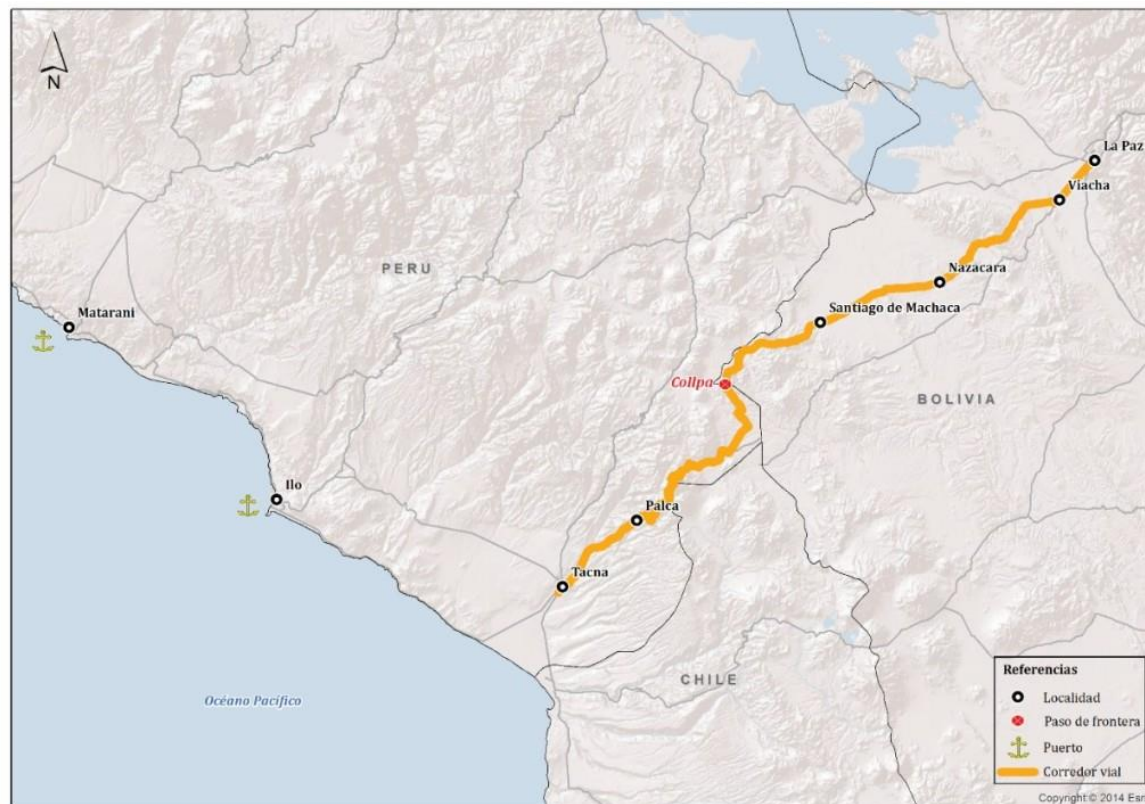 N
La Paz
Viacha
PERU
Nazacara
Matarani
Santiago de Machaca
Collpa
BOLIVIA
Ilo
Palca
Tacna
CHILE
Océano Pacífico
Referencias
Localidad
Paso de frontera
Puerto
Corredor vial
Copyright © 2014 Esri